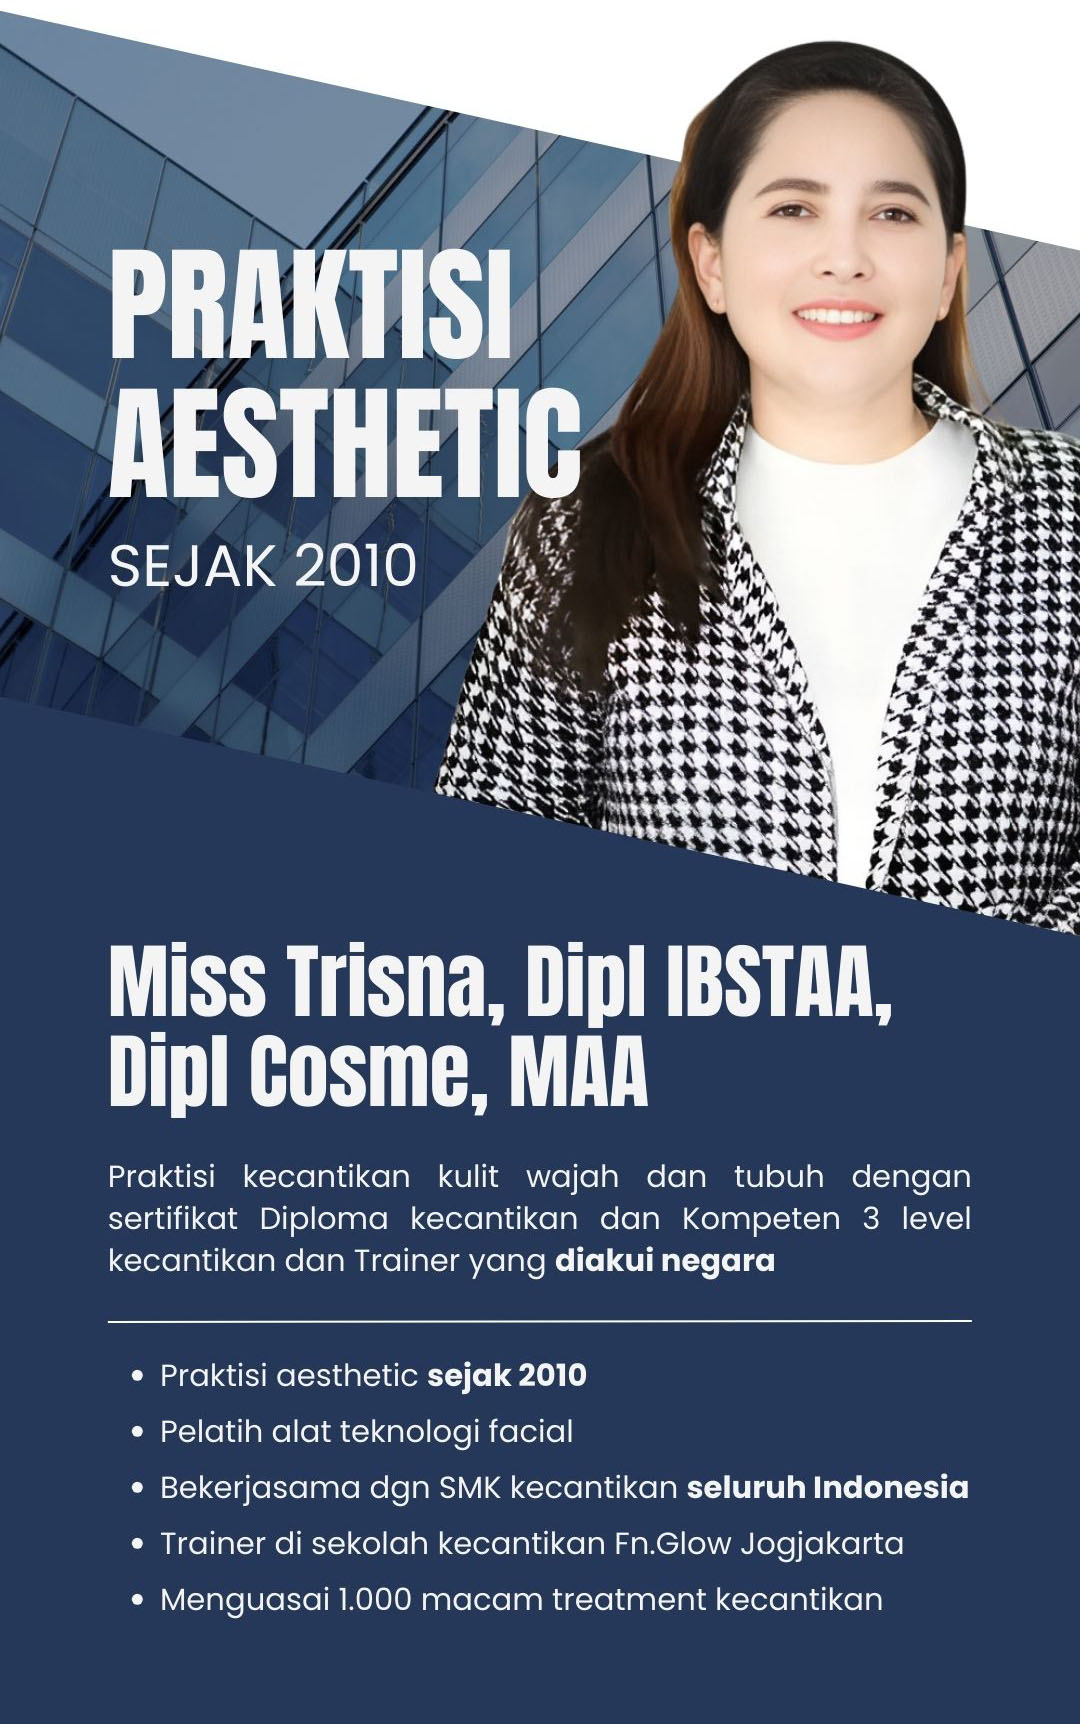 PRAKTISI
AESTHETIC
SEJAK 2010
Miss Trisna, Dipl IBSTAA,
Dipl Cosme, MAA
Praktisi kecantikan kulit wajah dan tubuh dengan
sertifikat Diploma kecantikan dan Kompeten 3 level
kecantikan dan Trainer yang diakui negara
• Praktisi aesthetic sejak 2010
• Pelatih alat teknologi facial
• Bekerjasama dgn SMK kecantikan seluruh Indonesia
• Trainer di sekolah kecantikan Fn.Glow Jogjakarta
• Menguasai 1.000 macam treatment kecantikan